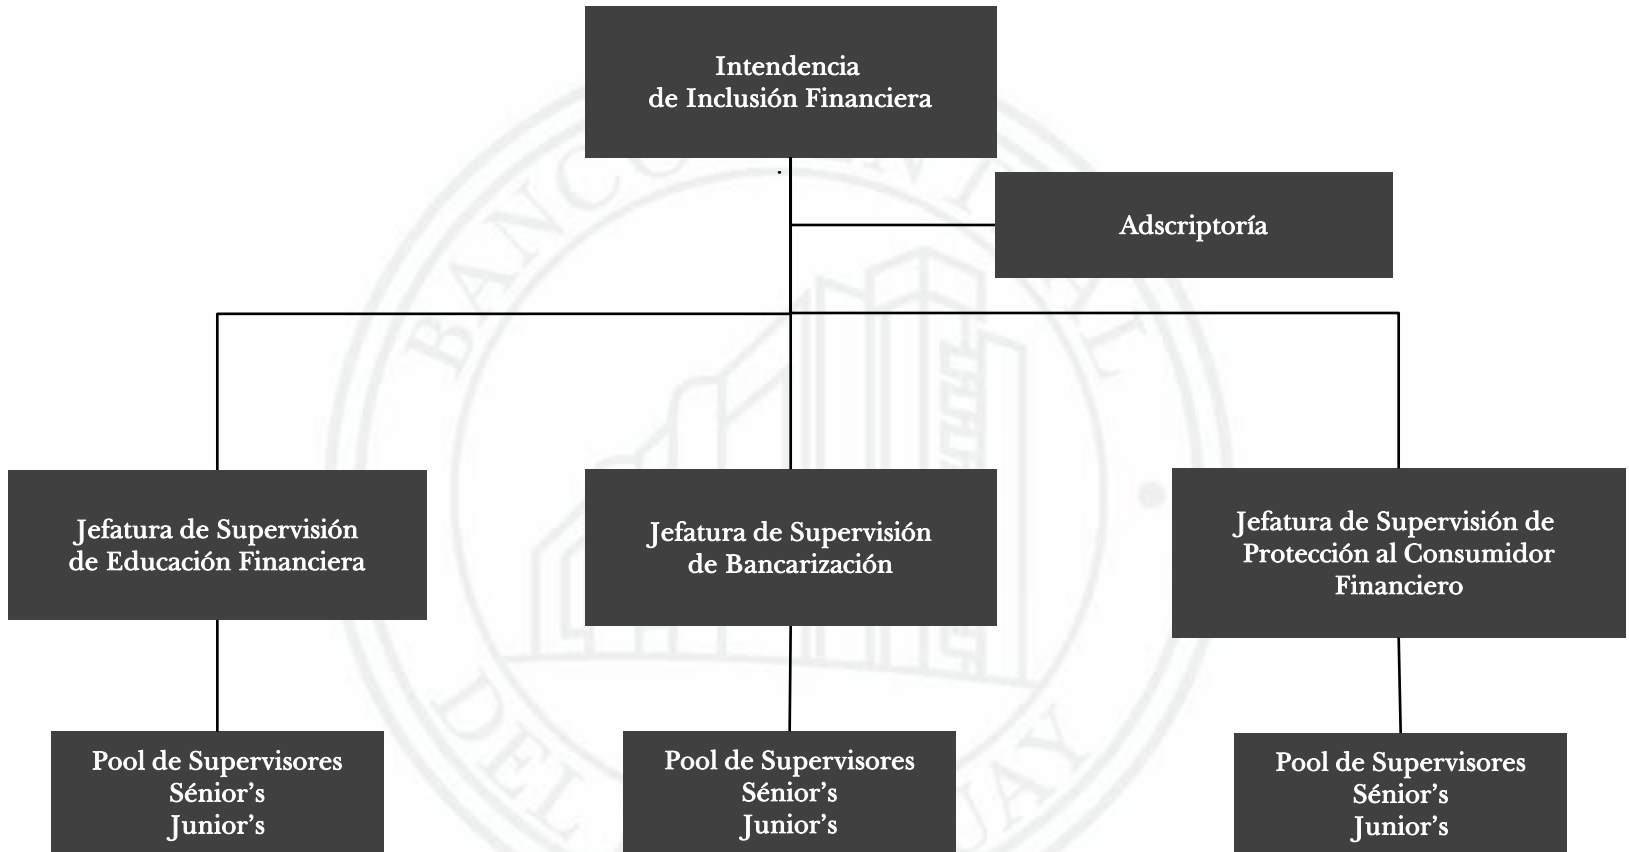 Intendencia
de Inclusión Financiera
Adscriptoría
Jefatura de Supervisión
de Educación Financiera
Jefatura de Supervisión
de Bancarización
Jefatura de Supervisión de
Protección al Consumidor
Financiero
Pool de Supervisores
Sénior’s
Junior’s
Pool de Supervisores
Sénior’s
Junior’s
Pool de Supervisores
Sénior’s
Junior’s